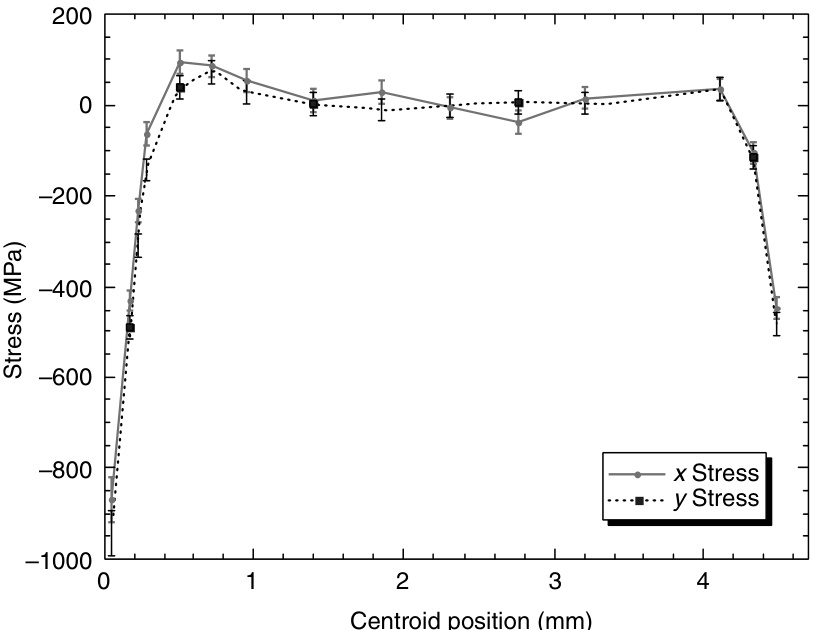 200
0
–200
–400
–600
–800
–1000
Stress (MPa)
x Stress
y Stress
0 1 2 3 4
Centroid position (mm)